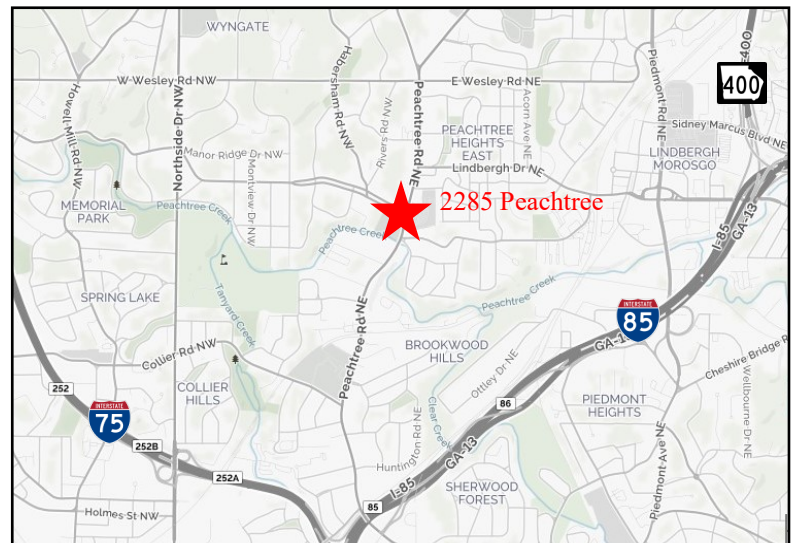 WYNGATE
W Wesley Rd NW
E Wesley Rd NE
Howell Mill Rd NW
Northside Dr NW
Habersham Rd NW
Rivers Rd NW
Peachtree Rd NE
Acorn Ave NE
Piedmont Rd NE
400
400
Sidney Marcus Blvd NE
PEACHTREE
HEIGHTS
EAST
Lindbergh Dr NE
LINDBERGH
MOROSGO
Manor Ridge Dr NW
Montview Dr NW
MEMORIAL
PARK
Peachtree Creek
2285 Peachtree
Peachtree Creek
I-85
GA-13
Tanyard Creek
SPRING LAKE
Peachtree Creek
INTERSTATE
85
GA-13
Collier Rd NW
Peachtree Rd NE
BROOKWOOD
HILLS
Cheshire Bridge R
Ottley Dr NE
Wellbourne Dr NE
COLLIER
HILLS
252
INTERSTATE
75
252B
252A
86
PIEDMONT
HEIGHTS
Clear Creek
Huntington Rd NE
GA-13
I-85
SHERWOOD
FOREST
Piedmont Ave NE
85
Holmes St NW